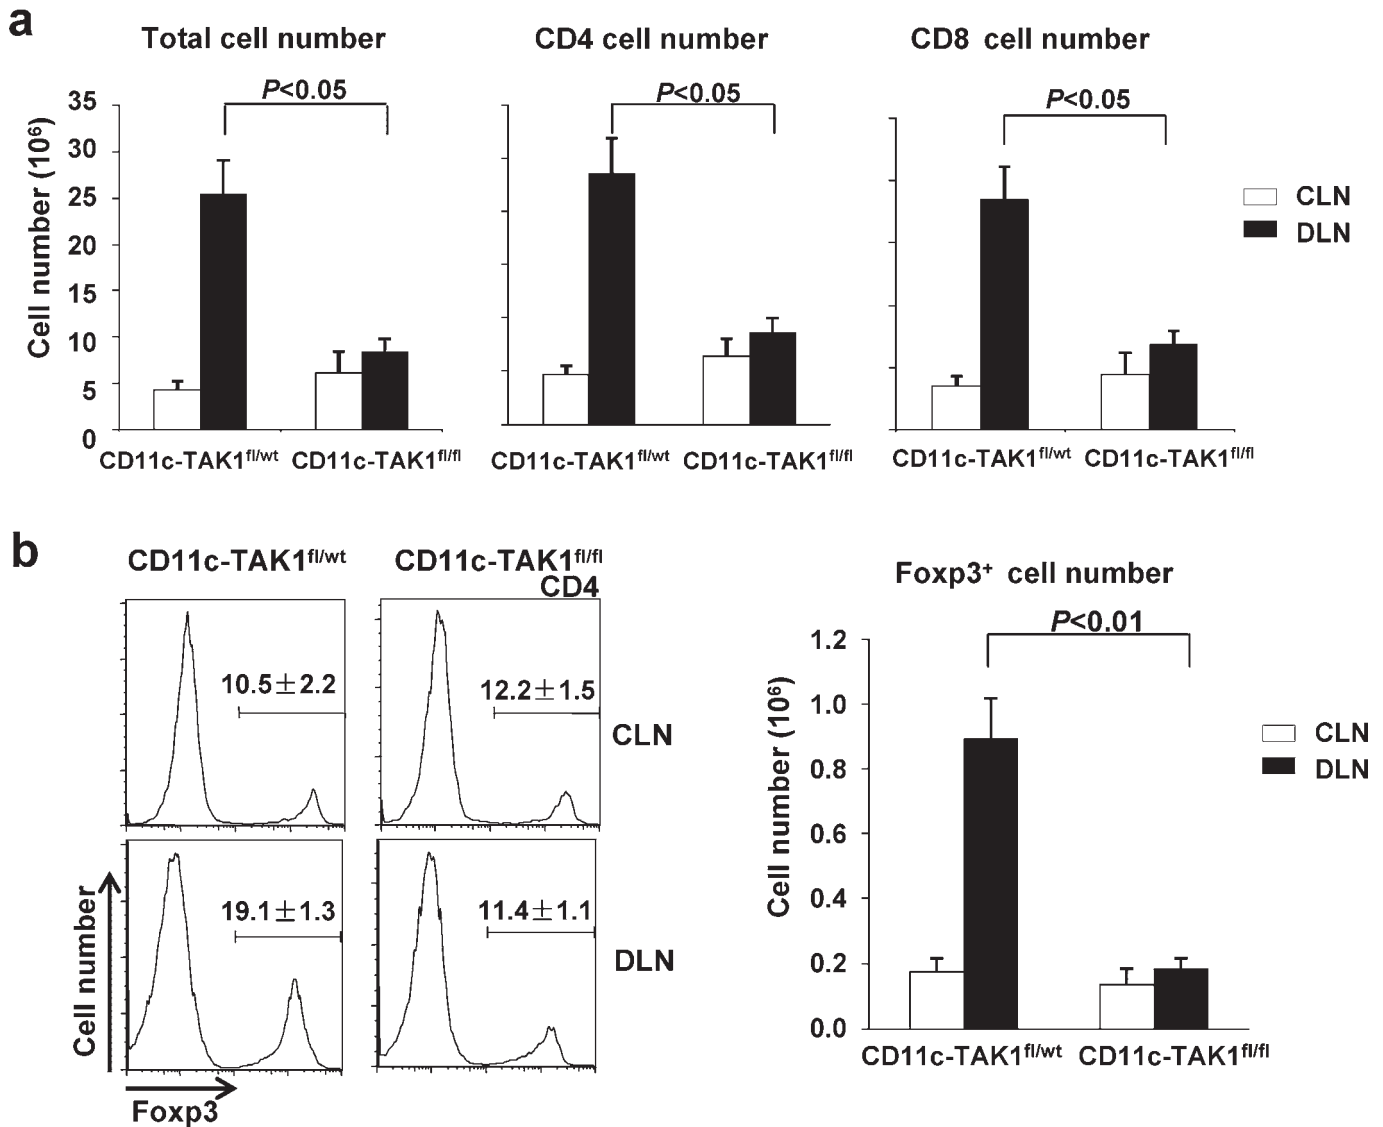 a
Total cell number
CD4 cell number
CD8 cell number
P<0.05
P<0.05
P<0.05
Cell number (10⁶)
35
30
25
20
15
10
5
0
CLN
DLN
CD11c-TAK1fl/wt
CD11c-TAK1fl/fl
CD11c-TAK1fl/wt
CD11c-TAK1fl/fl
CD11c-TAK1fl/wt
CD11c-TAK1fl/fl
b
CD11c-TAK1fl/wt
CD11c-TAK1fl/fl
CD4
10.5±2.2
12.2±1.5
CLN
19.1±1.3
11.4±1.1
DLN
Cell number
Foxp3
Foxp3⁺ cell number
P<0.01
Cell number (10⁶)
1.2
1.0
0.8
0.6
0.4
0.2
0.0
CLN
DLN
CD11c-TAK1fl/wt
CD11c-TAK1fl/fl